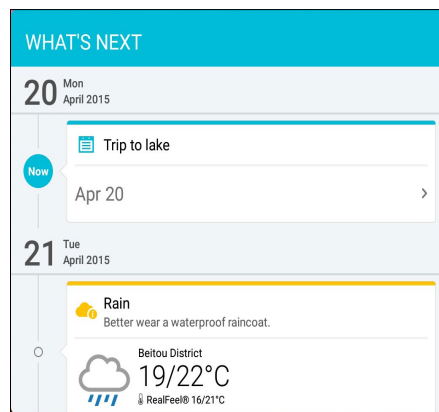 WHAT'S NEXT
20 Mon
April 2015
Trip to lake
Now
Apr 20
21 Tue
April 2015
Rain
Better wear a waterproof raincoat.
Beitou District
19/22°C
RealFeel® 16/21°C